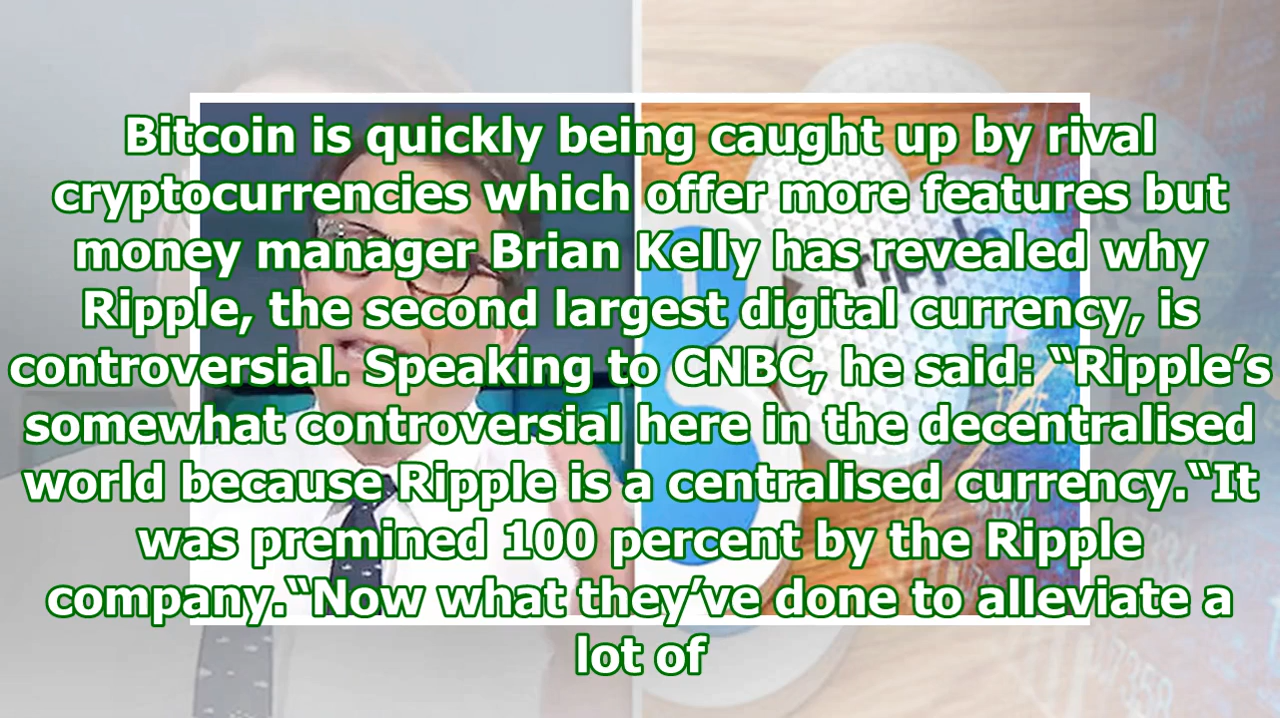 Bitcoin is quickly being caught up by rival
cryptocurrencies which offer more features but
money manager Brian Kelly has revealed why
Ripple, the second largest digital currency, is
controversial. Speaking to CNBC, he said: “Ripple’s
somewhat controversial here in the decentralised
world because Ripple is a centralised currency.“It
was premined 100 percent by the Ripple
company.“Now what they’ve done to alleviate a
lot of
ripple